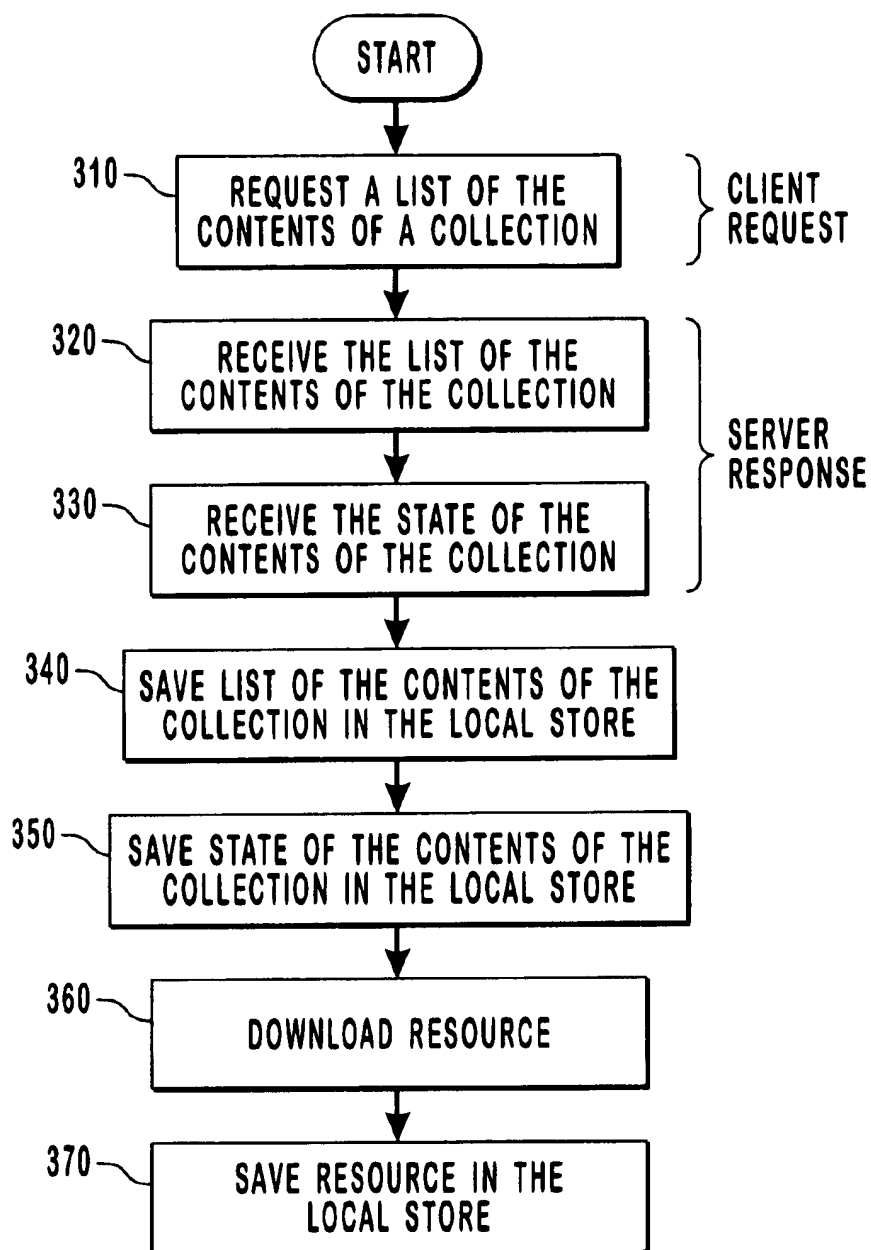 START
310
REQUEST A LIST OF THE
CONTENTS OF A COLLECTION
CLIENT
REQUEST
320
RECEIVE THE LIST OF THE
CONTENTS OF THE COLLECTION
SERVER
RESPONSE
330
RECEIVE THE STATE OF THE
CONTENTS OF THE COLLECTION
340
SAVE LIST OF THE CONTENTS OF THE
COLLECTION IN THE LOCAL STORE
350
SAVE STATE OF THE CONTENTS OF THE
COLLECTION IN THE LOCAL STORE
360
DOWNLOAD RESOURCE
370
SAVE RESOURCE IN THE
LOCAL STORE